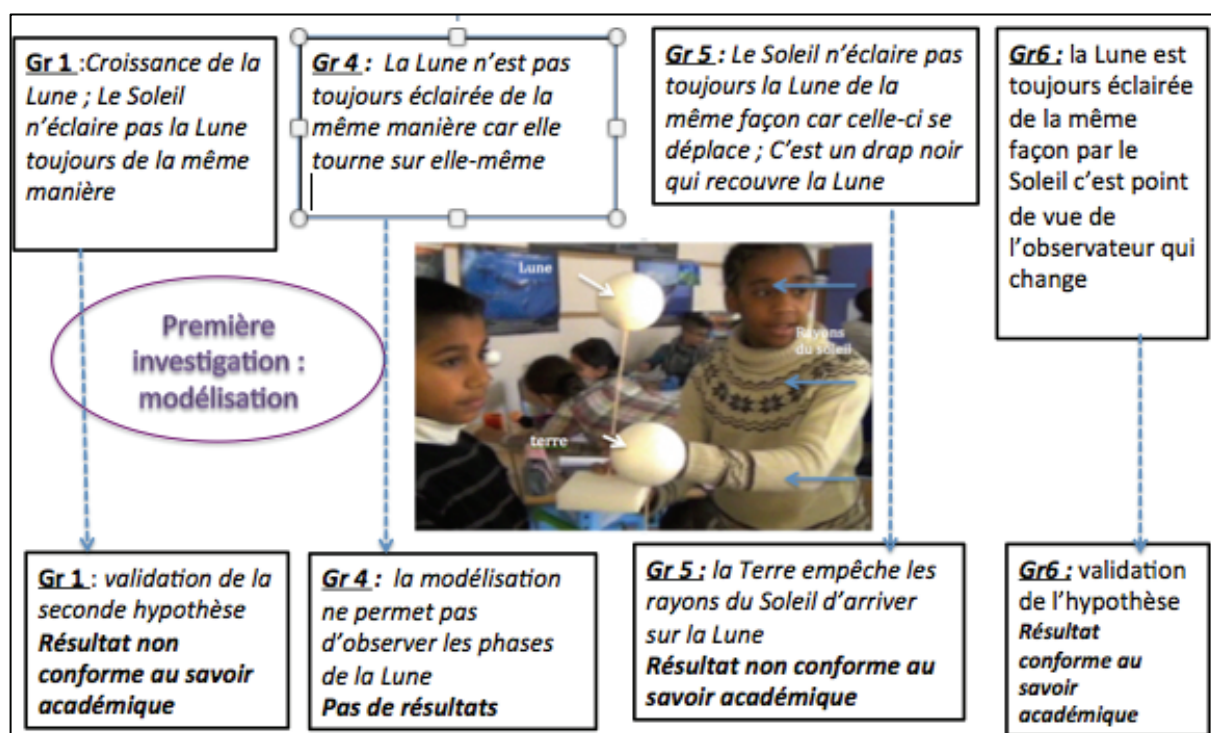 Gr 1 :Croissance de la
Lune ; Le Soleil
n’éclaire pas la Lune
toujours de la même
manière
Gr 4 : La Lune n’est pas
toujours éclairée de la
même manière car elle
tourne sur elle-même
Gr 5 : Le Soleil n’éclaire pas
toujours la Lune de la
même façon car celle-ci se
déplace ; C’est un drap noir
qui recouvre la Lune
Gr6 : la Lune est
toujours éclairée
de la même
façon par le
Soleil c’est point
de vue de
l’observateur qui
change
Première
investigation :
modélisation
Lune
Rayons
du soleil
terre
Gr 1 : validation de la
seconde hypothèse
Résultat non
conforme au savoir
académique
Gr 4 : la modélisation
ne permet pas
d’observer les phases
de la Lune
Pas de résultats
Gr 5 : la Terre empêche les
rayons du Soleil d’arriver
sur la Lune
Résultat non conforme au
savoir académique
Gr6 : validation
de l’hypothèse
Résultat
conforme au
savoir
académique